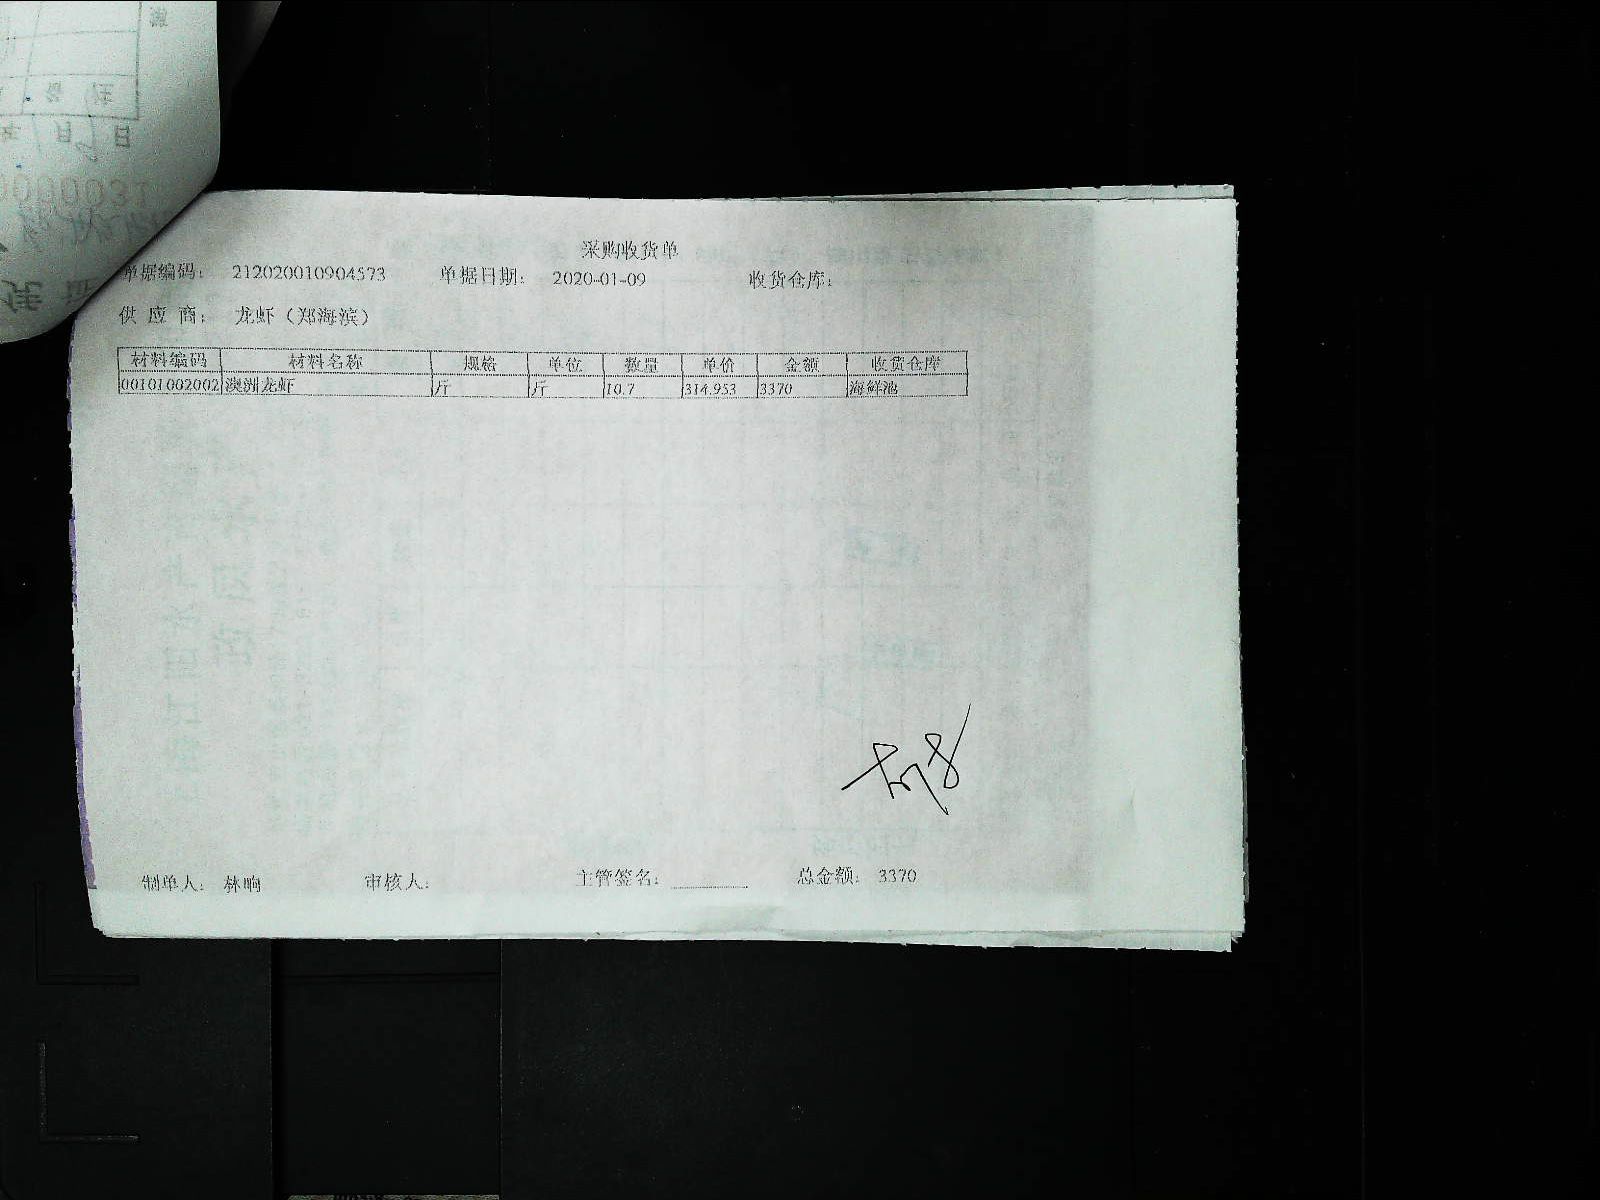 采购收货单
单据编码： 212020010904573 单据日期： 2020-01-09 收货仓库：
供 应 商： 龙虾（郑海滨）
材料编码 材料名称 规格 单位 数量 单价 金额 收货仓库
00101002002 澳洲龙虾 斤 斤 10.7 314.953 3370 海鲜池
制单人： 林晌 审核人： 主管签名： 总金额： 3370